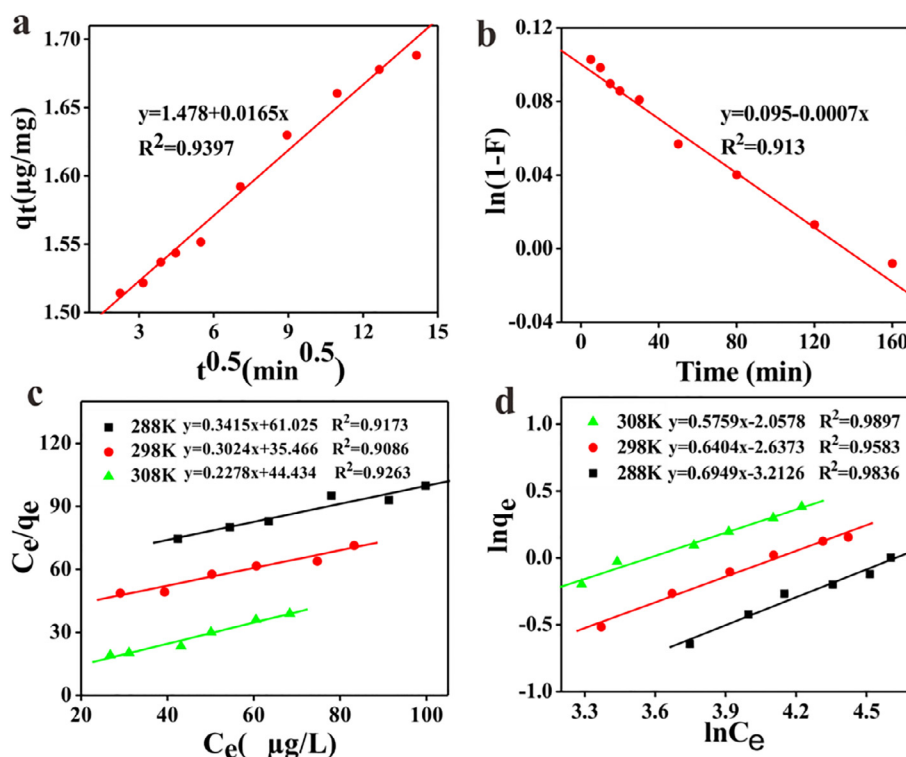 a
1.70
1.65
1.60
1.55
1.50
qt(μg/mg)
y=1.478+0.0165x
R²=0.9397
3 6 9 12 15
t^0.5(min^0.5)
b
0.12
0.08
0.04
0.00
-0.04
ln(1-F)
y=0.095-0.0007x
R²=0.913
0 40 80 120 160
Time (min)
c
120
90
60
30
0
Ce/qe
288K y=0.3415x+61.025 R²=0.9173
298K y=0.3024x+35.466 R²=0.9086
308K y=0.2278x+44.434 R²=0.9263
20 40 60 80 100
Ce( μg/L)
d
1.0
0.5
0.0
-0.5
-1.0
lnqe
308K y=0.5759x-2.0578 R²=0.9897
298K y=0.6404x-2.6373 R²=0.9583
288K y=0.6949x-3.2126 R²=0.9836
3.3 3.6 3.9 4.2 4.5
lnCe